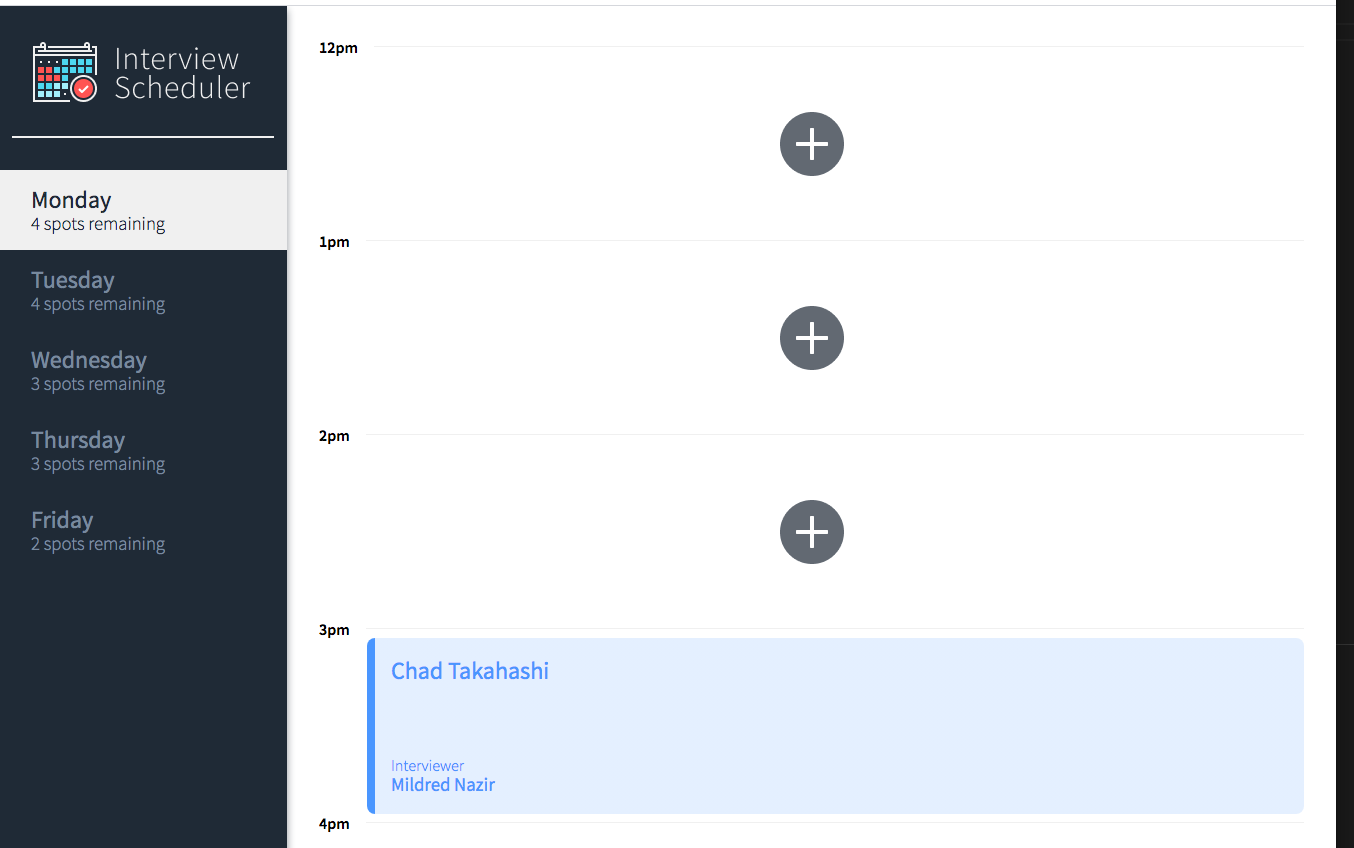 Interview
Scheduler
Monday
4 spots remaining
Tuesday
4 spots remaining
Wednesday
3 spots remaining
Thursday
3 spots remaining
Friday
2 spots remaining
12pm
1pm
2pm
3pm
Chad Takahashi
Interviewer
Mildred Nazir
4pm